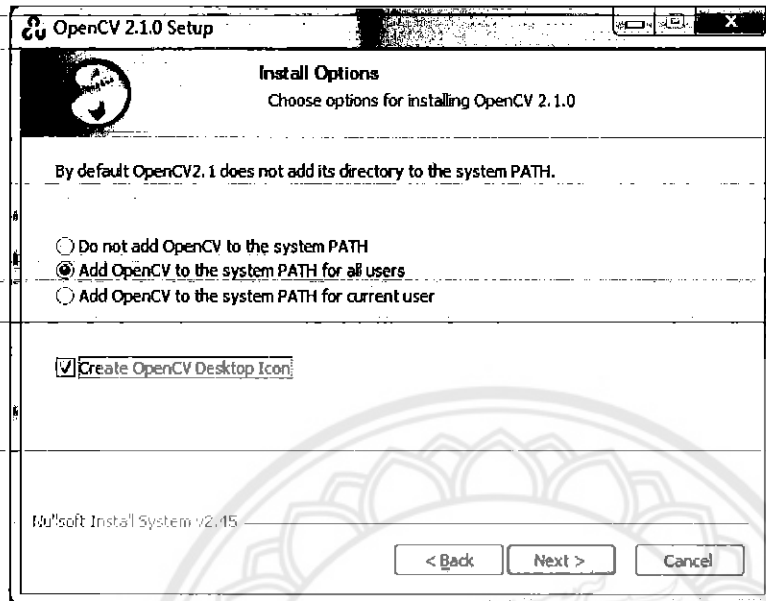 OpenCV 2.1.0 Setup
Install Options
Choose options for installing OpenCV 2.1.0
By default OpenCV2.1 does not add its directory to the system PATH.
Do not add OpenCV to the system PATH
Add OpenCV to the system PATH for all users
Add OpenCV to the system PATH for current user
Create OpenCV Desktop Icon
Nullsoft Install System v2.45
< Back Next > Cancel